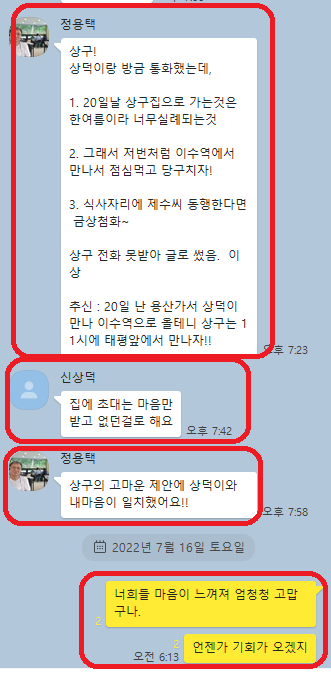 정용택
상구!
상덕이랑 방금 통화했는데,
1. 20일날 상구집으로 가는것은
한여름이라 너무실례되는것
2. 그래서 저번처럼 이수역에서
만나서 점심먹고 당구치자!
3. 식사자리에 제수씨 동행한다면
금상첨화~
상구 전화 못받아 글로 썼음. 이
상
추신 : 20일 난 용산가서 상덕이
만나 이수역으로 올테니 상구는 1
1시에 태평앞에서 만나자!!
오후 7:23
신상덕
집에 초대는 마음만
받고 없던걸로 해요
오후 7:42
정용택
상구의 고마운 제안에 상덕이와
내마음이 일치했어요!!
오후 7:58
2022년 7월 16일 토요일
너희들 마음이 느껴져 엄청청 고맙
구나.
2
2
언젠가 기회가 오겠지
오전 6:13